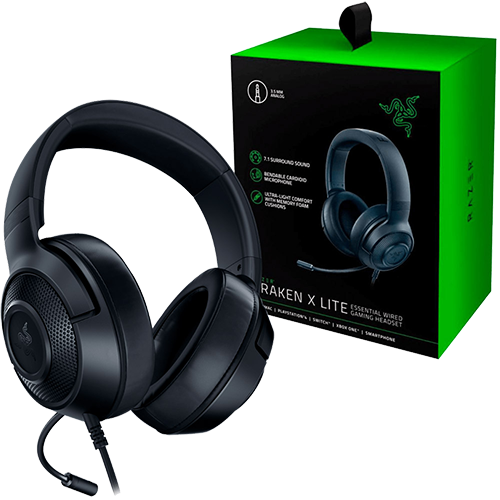 3.5 MM
ANALOG
7.1 SURROUND SOUND
BENDABLE CARDIOID
MICROPHONE
ULTRA-LIGHT COMFORT
WITH MEMORY FOAM
CUSHIONS
RAKEN X LITE
ESSENTIAL WIRED
GAMING HEADSET
MAC | PLAYSTATION 4 | SWITCH™ | XBOX ONE™ | SMARTPHONE
RAZER